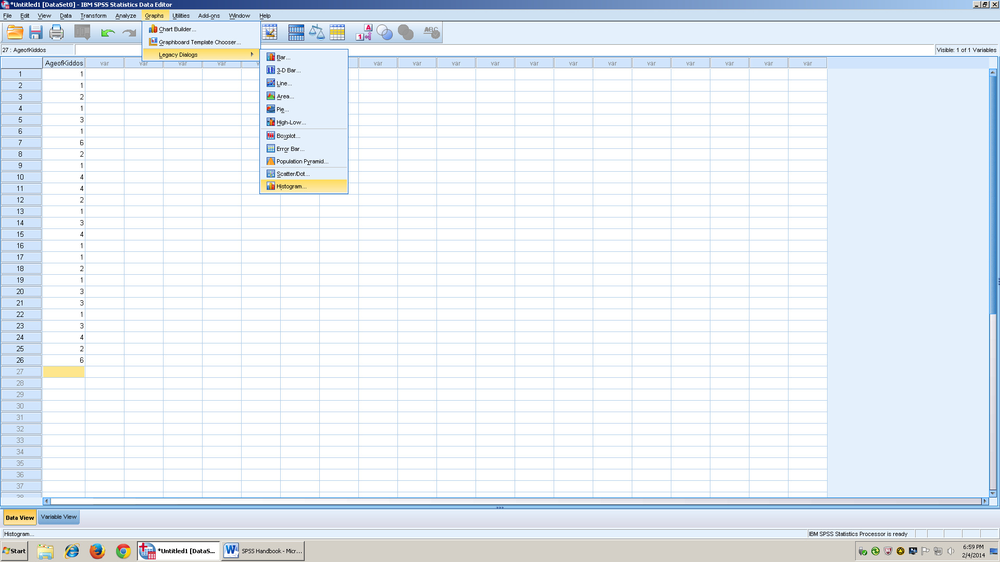 *Untitled1 [DataSet0] - IBM SPSS Statistics Data Editor
File Edit View Data Transform Analyze Graphs Utilities Add-ons Window Help
Chart Builder...
Graphboard Template Chooser...
Legacy Dialogs
Bar...
3-D Bar...
Line...
Area...
Pie...
High-Low...
Boxplot...
Error Bar...
Population Pyramid...
Scatter/Dot...
Histogram...
1 A
ABC
27 : AgeofKiddos
Visible: 1 of 1 Variables
AgeofKiddos var var var var v var var var var var var var var var var var var
1 1
2 1
3 2
4 1
5 3
6 1
7 6
8 2
9 1
10 4
11 4
12 2
13 1
14 3
15 4
16 1
17 1
18 2
19 1
20 3
21 3
22 1
23 3
24 4
25 2
26 6
27
28
29
30
31
32
33
34
35
36
37
38
Data View Variable View
Histogram...
IBM SPSS Statistics Processor is ready
Start
*Untitled1 [DataS...
SPSS Handbook - Micr...
6:59 PM
2/4/2014